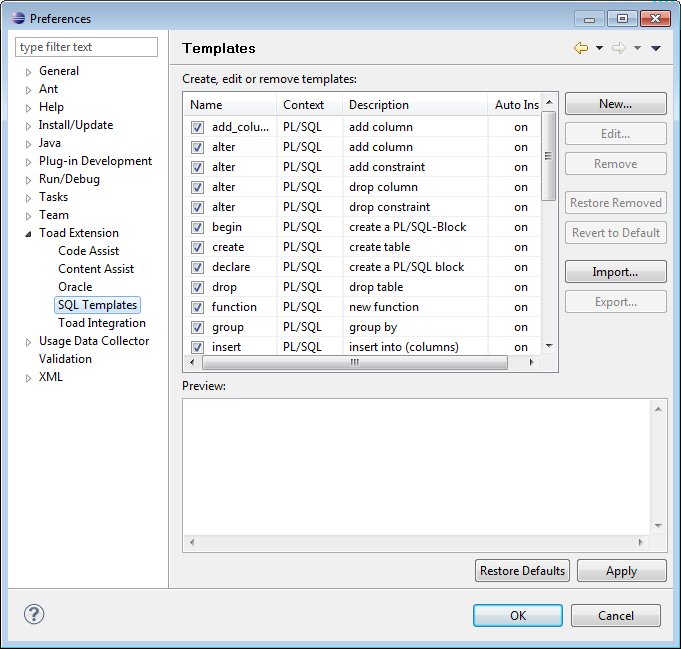 Preferences
type filter text
General
Ant
Help
Install/Update
Java
Plug-in Development
Run/Debug
Tasks
Team
Toad Extension
Code Assist
Content Assist
Oracle
SQL Templates
Toad Integration
Usage Data Collector
Validation
XML
Templates
Create, edit or remove templates:
Name Context Description Auto Ins
add_colu... PL/SQL add column on
alter PL/SQL add column on
alter PL/SQL add constraint on
alter PL/SQL drop column on
alter PL/SQL drop constraint on
begin PL/SQL create a PL/SQL-Block on
create PL/SQL create table on
declare PL/SQL create a PL/SQL block on
drop PL/SQL drop table on
function PL/SQL new function on
group PL/SQL group by on
insert PL/SQL insert into (columns) on
New...
Edit...
Remove
Restore Removed
Revert to Default
Import...
Export...
Preview:
Restore Defaults Apply
? OK Cancel